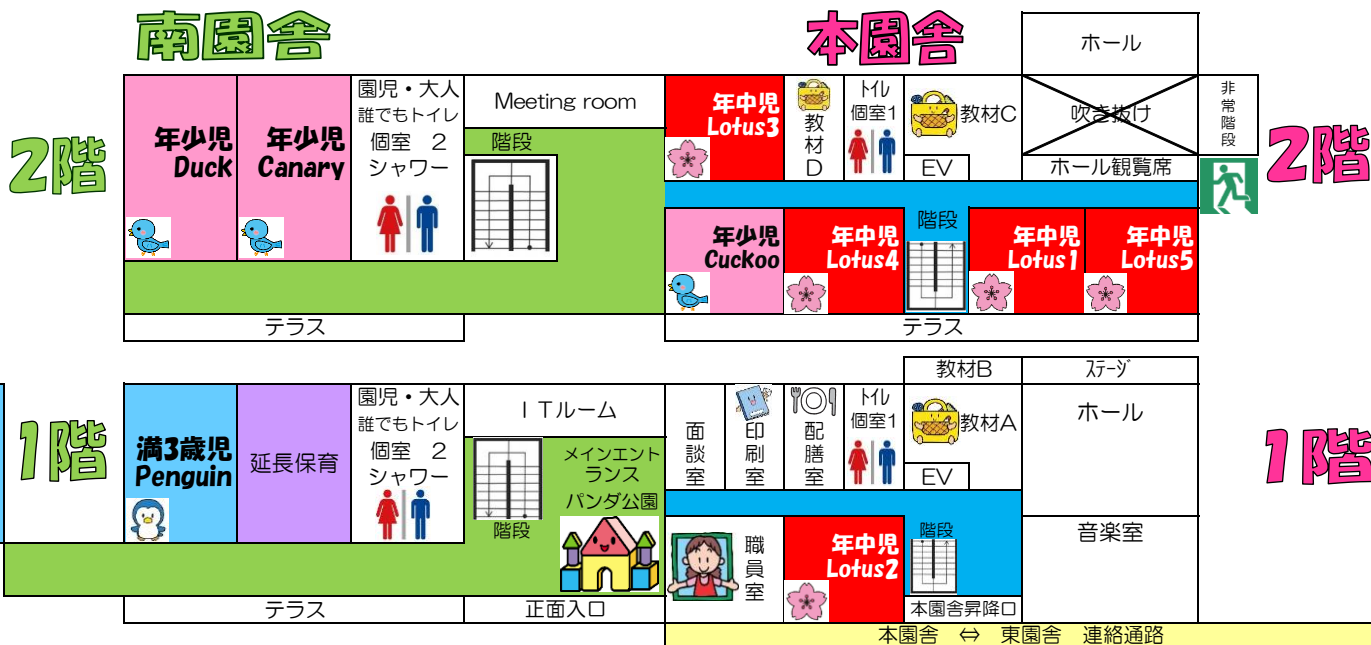 南園舎
本園舎
2階
年少児
Duck
年少児
Canary
園児・大人
誰でもトイレ
個室 2
シャワー
Meeting room
階段
年中児
Lotus3
教材D
トイレ
個室1
教材C
EV
ホール
吹き抜け
ホール観覧席
非常階段
2階
年少児
Cuckoo
年中児
Lotus4
階段
年中児
Lotus1
年中児
Lotus5
テラス
テラス
1階
満3歳児
Penguin
延長保育
園児・大人
誰でもトイレ
個室 2
シャワー
ITルーム
階段
メインエント
ランス
パンダ公園
面談室
印刷室
配膳室
トイレ
個室1
教材B
教材A
EV
ステージ
ホール
1階
職員室
年中児
Lotus2
階段
音楽室
テラス
正面入口
本園舎昇降口
本園舎 ⇔ 東園舎 連絡通路